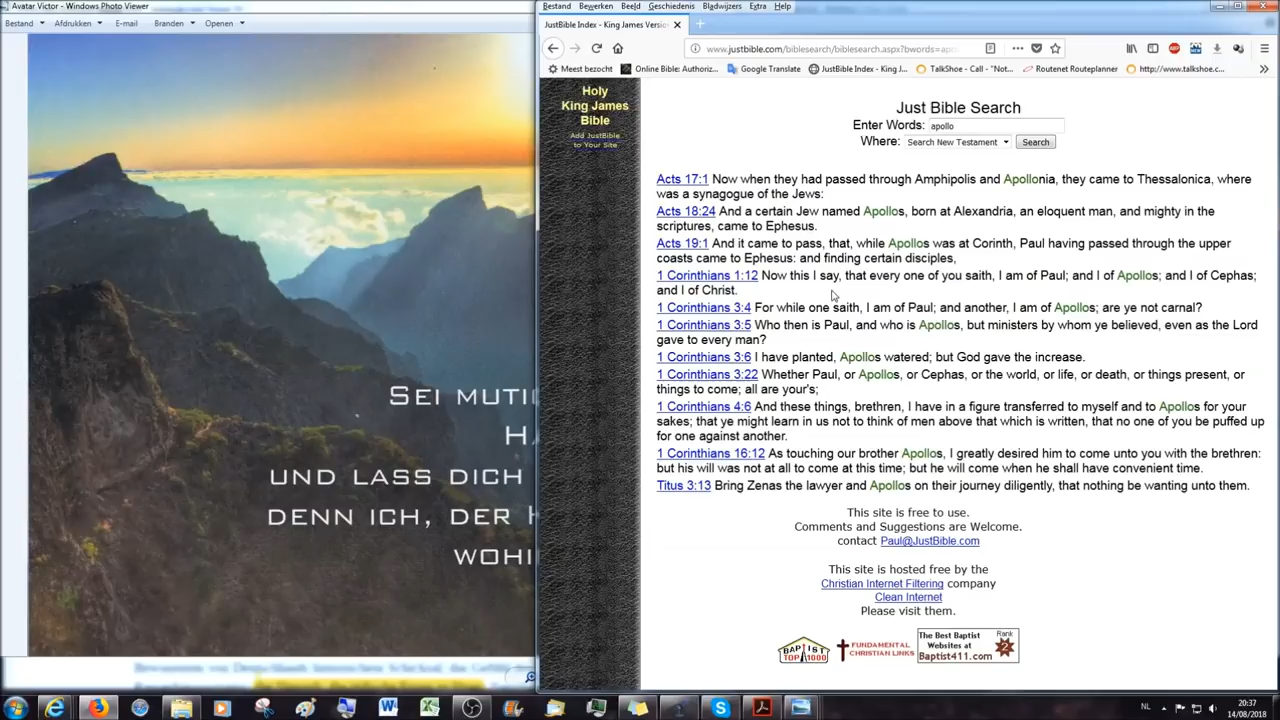 Avatar Victor - Windows Photo Viewer
Bestand Afdrukken E-mail Branden Openen
SEI MUTI
UND LASS DICH
DENN ICH, DER
WOHI
Bestand Bewerken Beeld Geschiedenis Bladwijzers Extra Help
JustBible Index - King James Versio
www.justbible.com/biblesearch/biblesearch.aspx?bwords=apo
Meest bezocht Online Bible: Authoriz... Google Translate JustBible Index - King J... TalkShoe - Call - "Not... Routenet Routeplanner http://www.talkshoe.c...
Holy
King James
Bible
Add JustBible
to Your Site
Just Bible Search
Enter Words: apollo
Where: Search New Testament Search
Acts 17:1 Now when they had passed through Amphipolis and Apollonia, they came to Thessalonica, where
was a synagogue of the Jews:
Acts 18:24 And a certain Jew named Apollos, born at Alexandria, an eloquent man, and mighty in the
scriptures, came to Ephesus.
Acts 19:1 And it came to pass, that, while Apollos was at Corinth, Paul having passed through the upper
coasts came to Ephesus: and finding certain disciples,
1 Corinthians 1:12 Now this I say, that every one of you saith, I am of Paul; and I of Apollos; and I of Cephas;
and I of Christ.
1 Corinthians 3:4 For while one saith, I am of Paul; and another, I am of Apollos; are ye not carnal?
1 Corinthians 3:5 Who then is Paul, and who is Apollos, but ministers by whom ye believed, even as the Lord
gave to every man?
1 Corinthians 3:6 I have planted, Apollos watered; but God gave the increase.
1 Corinthians 3:22 Whether Paul, or Apollos, or Cephas, or the world, or life, or death, or things present, or
things to come; all are your's;
1 Corinthians 4:6 And these things, brethren, I have in a figure transferred to myself and to Apollos for your
sakes; that ye might learn in us not to think of men above that which is written, that no one of you be puffed up
for one against another.
1 Corinthians 16:12 As touching our brother Apollos, I greatly desired him to come unto you with the brethren:
but his will was not at all to come at this time; but he will come when he shall have convenient time.
Titus 3:13 Bring Zenas the lawyer and Apollos on their journey diligently, that nothing be wanting unto them.
This site is free to use.
Comments and Suggestions are Welcome.
contact Paul@JustBible.com
This site is hosted free by the
Christian Internet Filtering company
Clean Internet
Please visit them.
BAPTIST
TOP 1000
FUNDAMENTAL
CHRISTIAN LINKS
The Best Baptist
Websites at
Baptist411.com
Rank
2
NL
20:37
14/08/2018